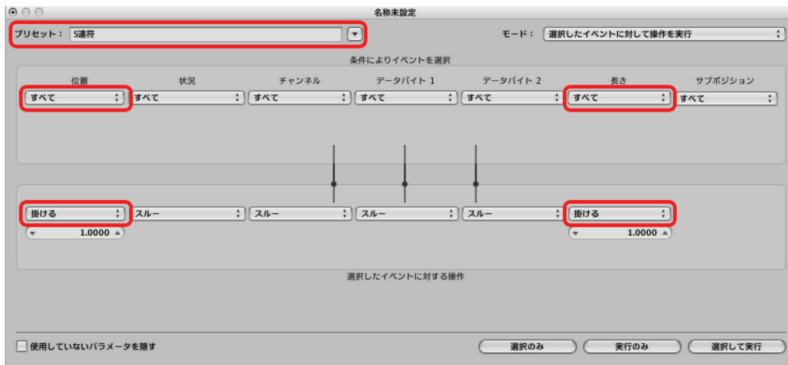 名称未設定
プリセット： 5連符 モード： 選択したイベントに対して操作を実行
条件によりイベントを選択
位置 状況 チャンネル データバイト 1 データバイト 2 長さ サブポジション
すべて すべて すべて すべて すべて すべて すべて
掛ける スルー スルー スルー スルー 掛ける
1.0000 1.0000
選択したイベントに対する操作
使用していないパラメータを隠す 選択のみ 実行のみ 選択して実行